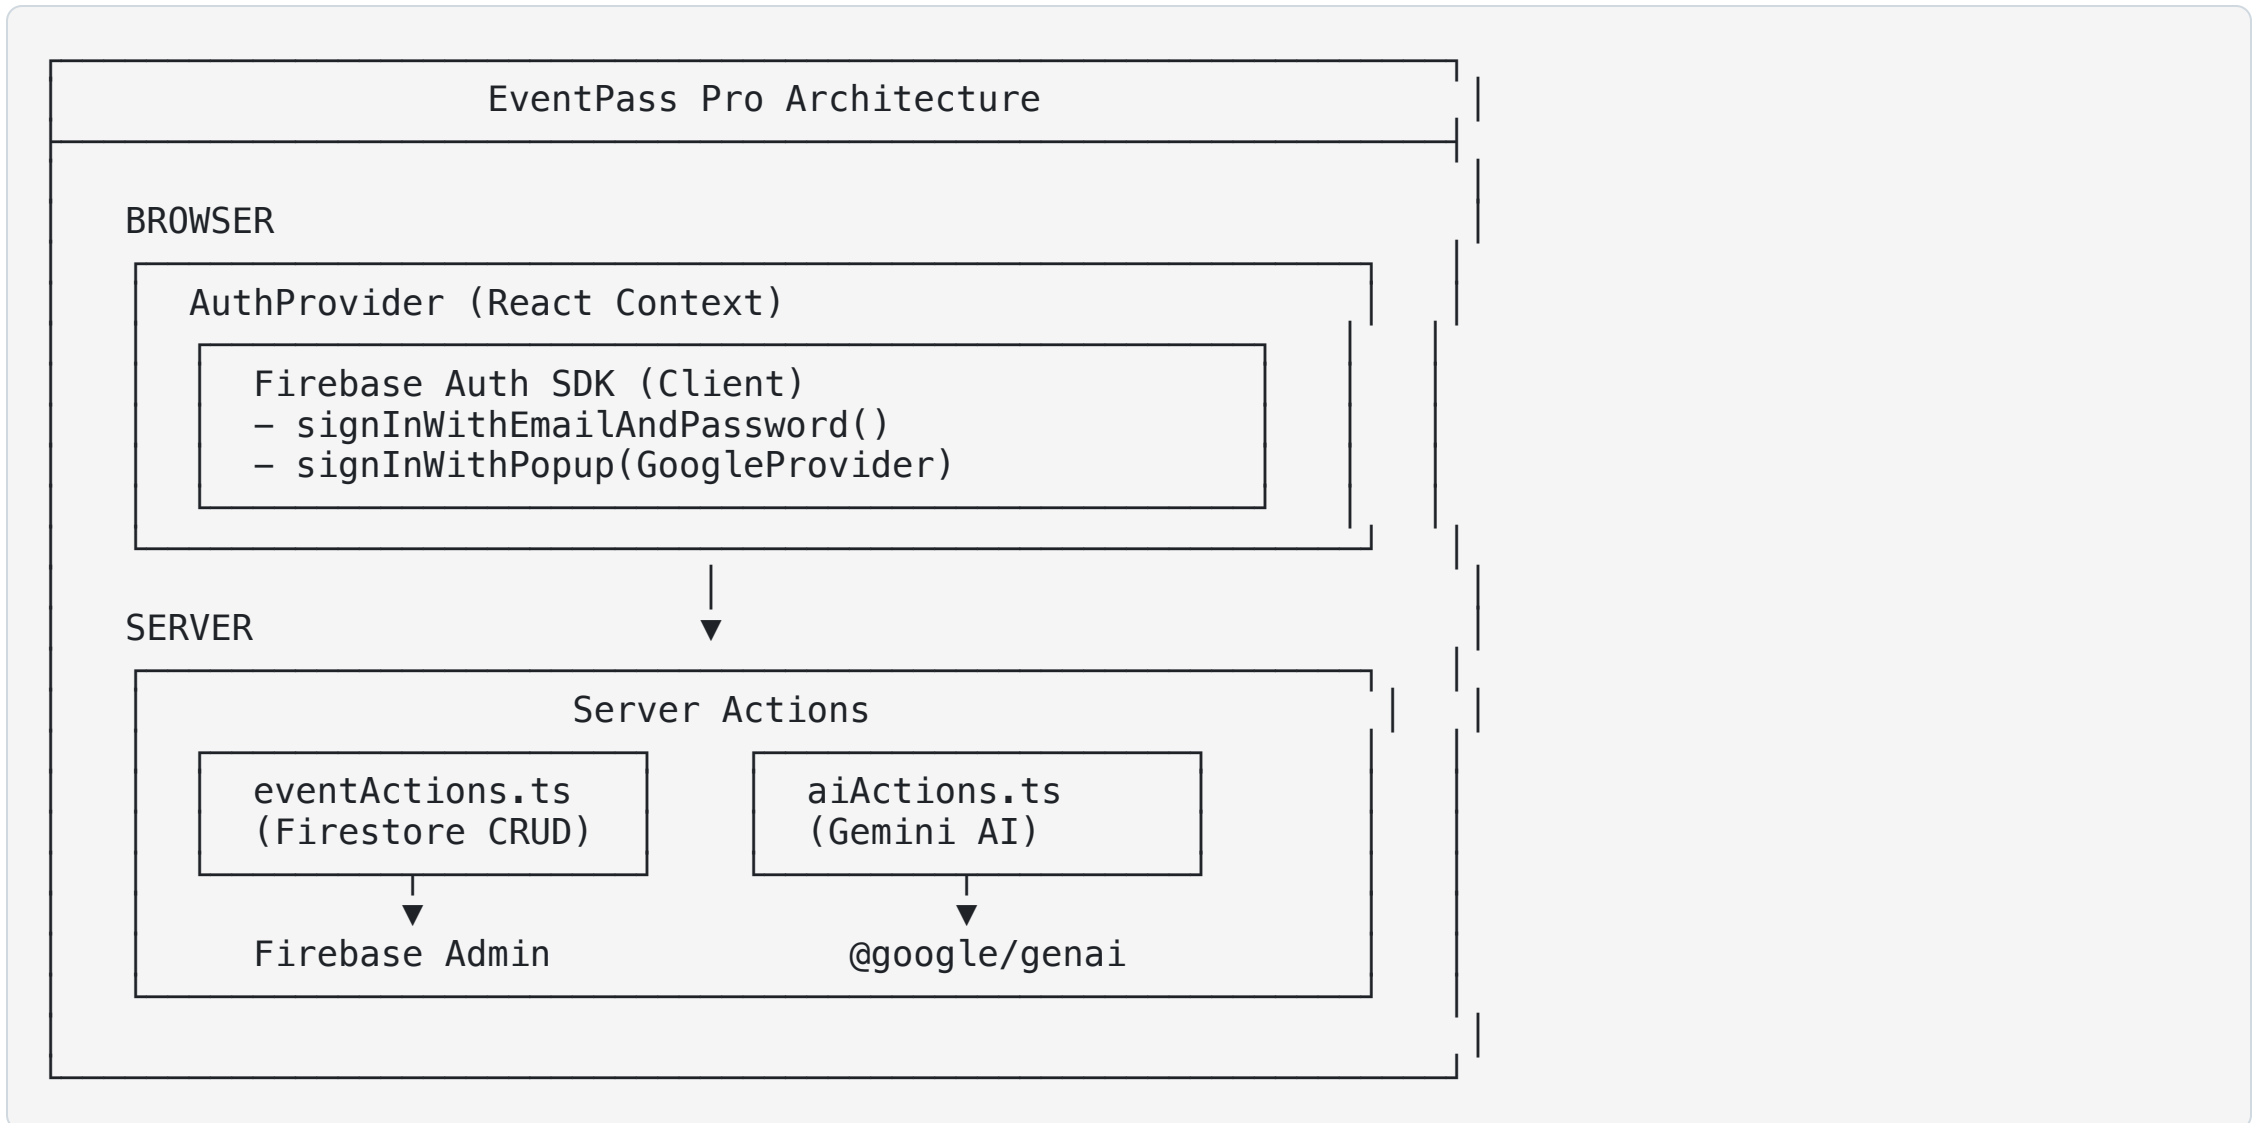 EventPass Pro Architecture
BROWSER
AuthProvider (React Context)
Firebase Auth SDK (Client)
- signInWithEmailAndPassword()
- signInWithPopup(GoogleProvider)
SERVER
Server Actions
eventActions.ts
(Firestore CRUD)
aiActions.ts
(Gemini AI)
Firebase Admin
@google/genai